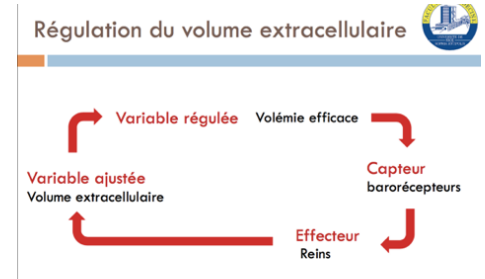 Régulation du volume extracellulaire
Variable régulée Volémie efficace
Capteur
barorécepteurs
Variable ajustée
Volume extracellulaire
Effecteur
Reins